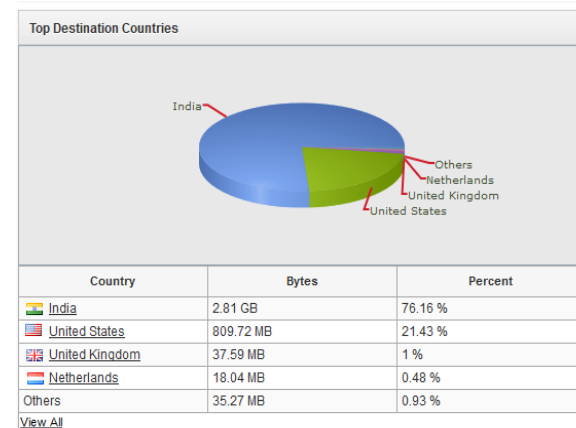 Top Destination Countries
India
Others
Netherlands
United Kingdom
United States
Country Bytes Percent
India 2.81 GB 76.16 %
United States 809.72 MB 21.43 %
United Kingdom 37.59 MB 1 %
Netherlands 18.04 MB 0.48 %
Others 35.27 MB 0.93 %
View All